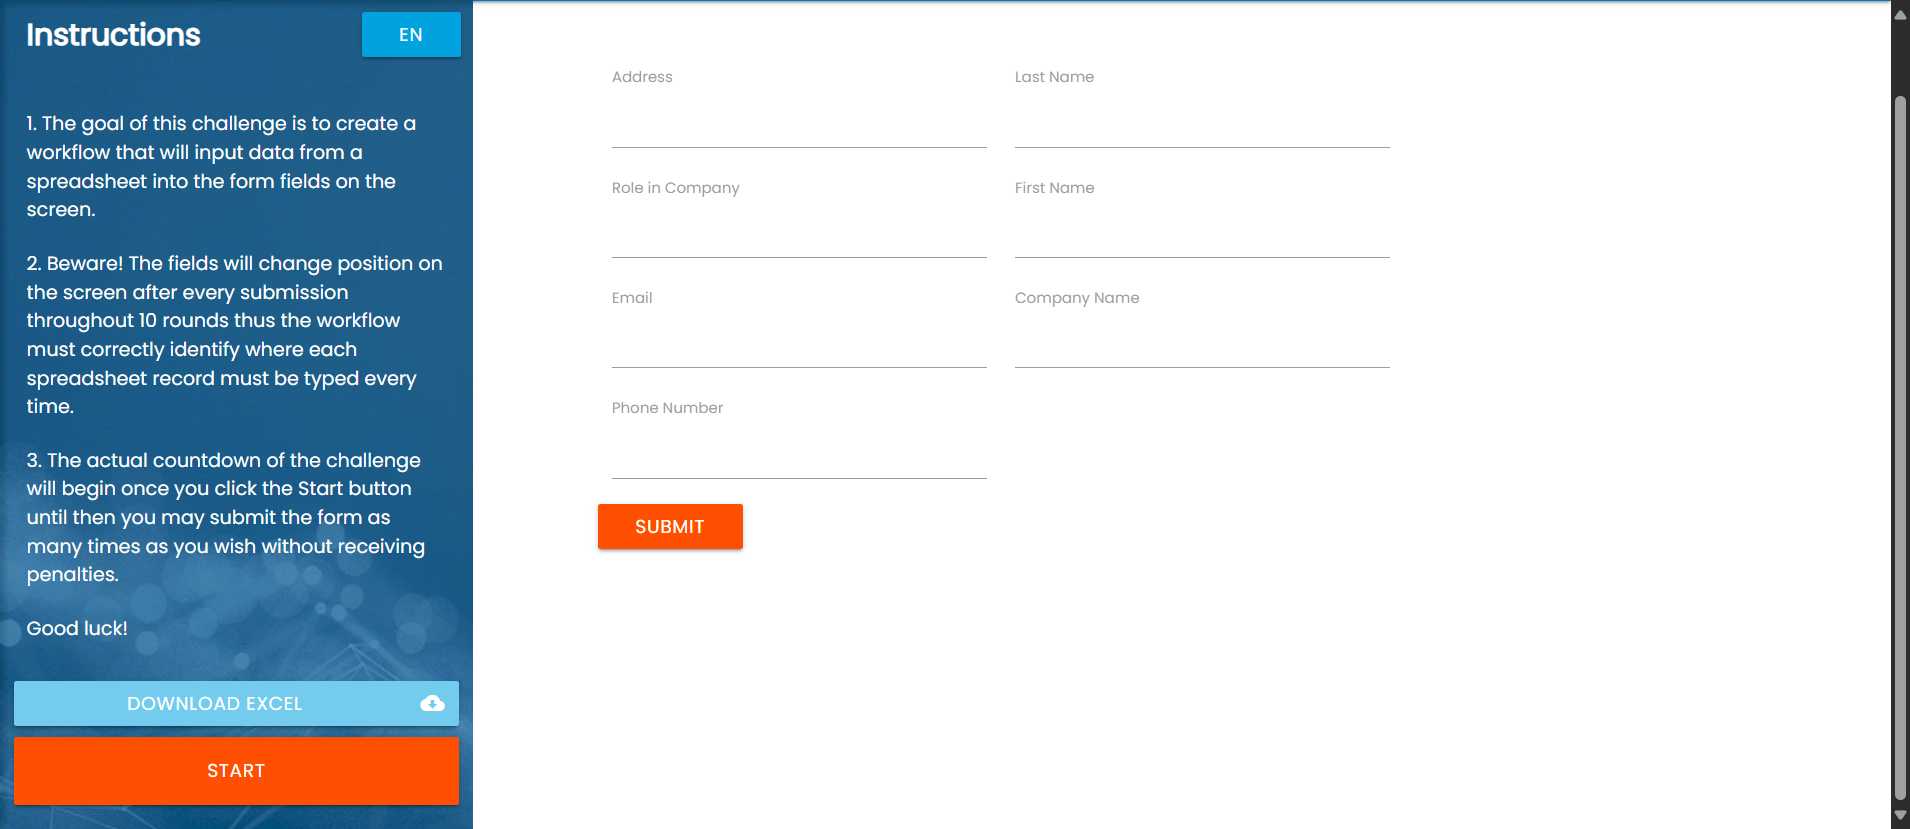 Instructions
EN
1. The goal of this challenge is to create a
workflow that will input data from a
spreadsheet into the form fields on the
screen.
2. Beware! The fields will change position on
the screen after every submission
throughout 10 rounds thus the workflow
must correctly identify where each
spreadsheet record must be typed every
time.
3. The actual countdown of the challenge
will begin once you click the Start button
until then you may submit the form as
many times as you wish without receiving
penalties.
Good luck!
DOWNLOAD EXCEL
START
Address
Last Name
Role in Company
First Name
Email
Company Name
Phone Number
SUBMIT